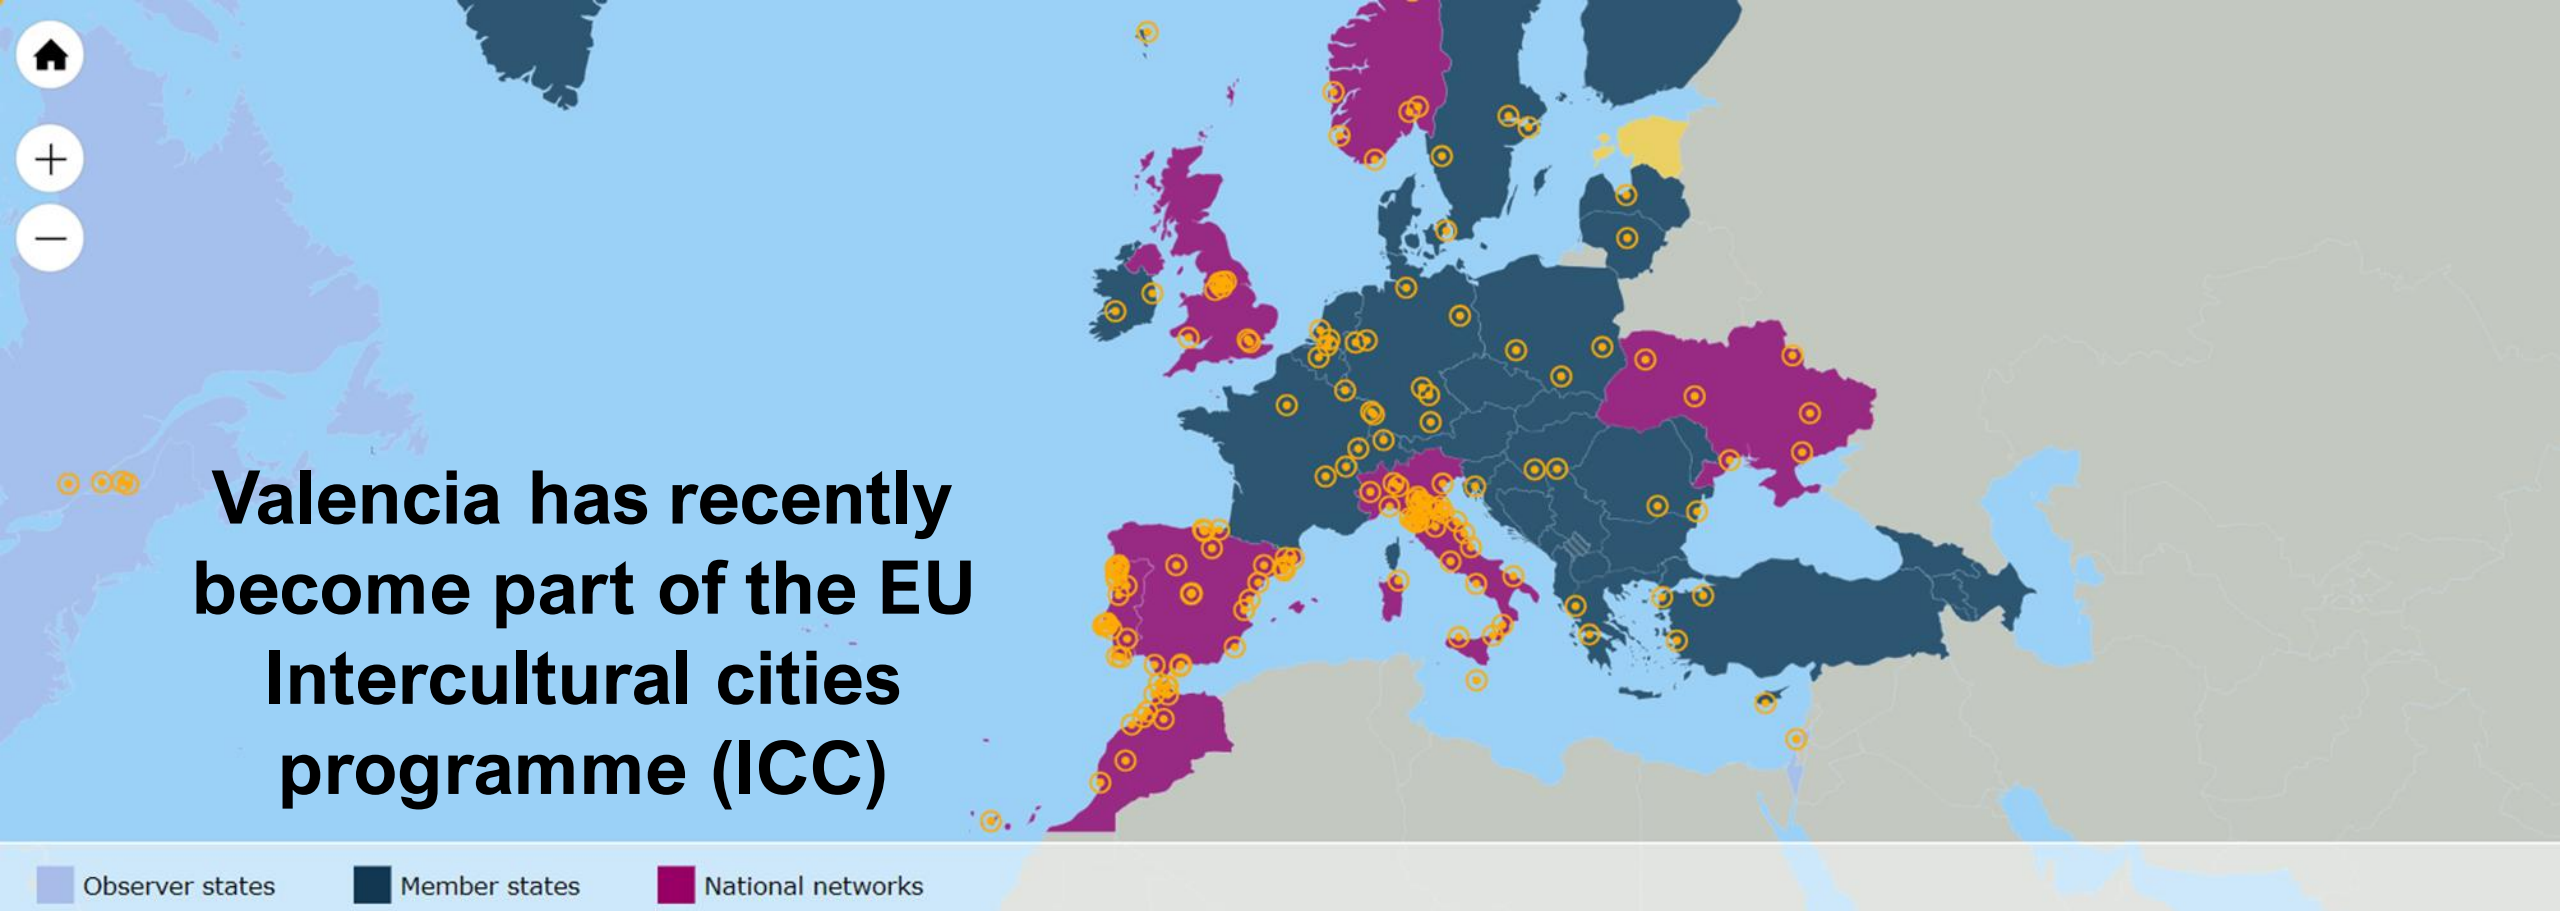 Valencia has recently
become part of the EU
Intercultural cities
programme (ICC)
Observer states
Member states
National networks